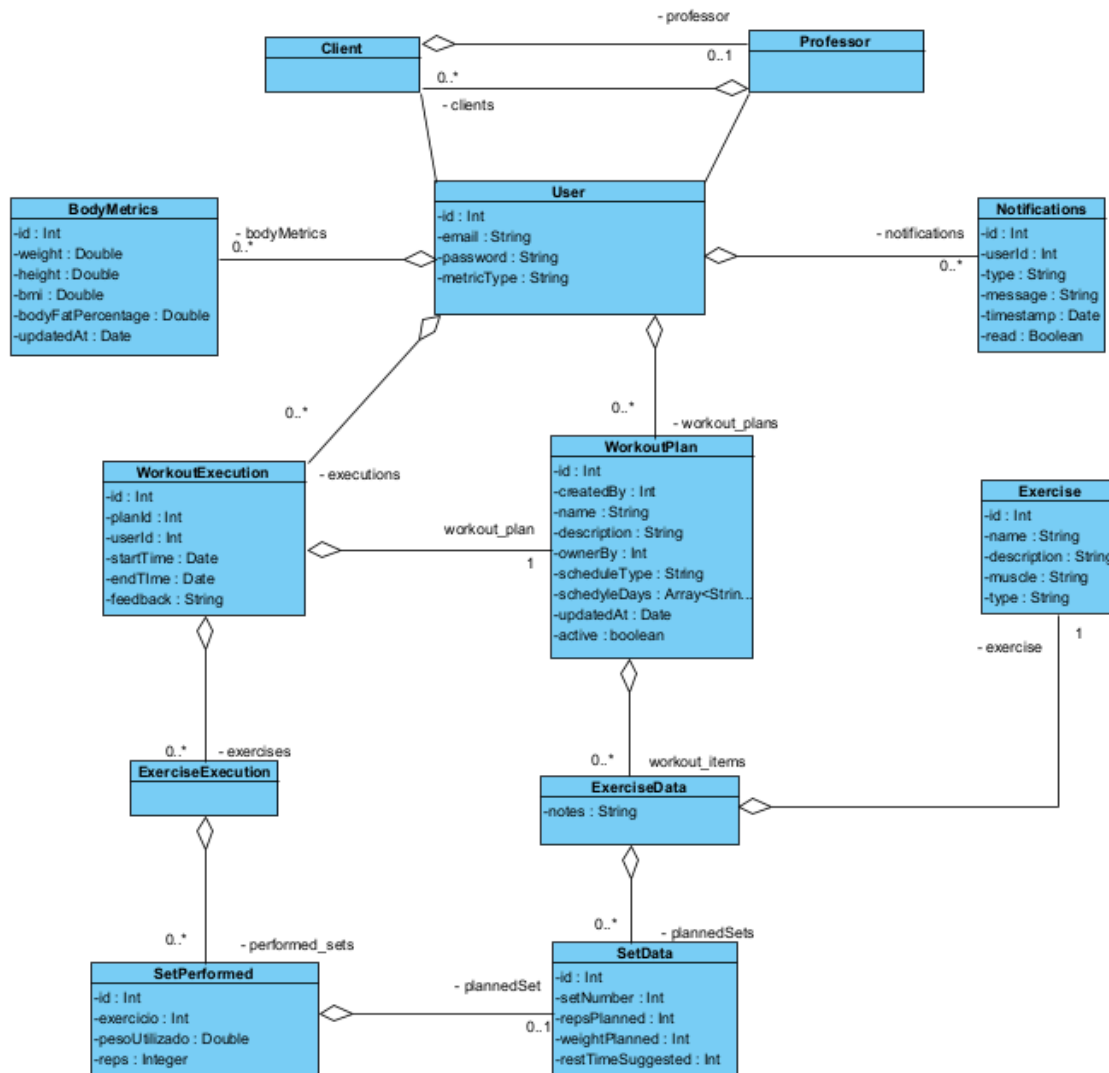 - professor
Client
Professor
0..1
0..*
- clients
User
-id : Int
-email : String
-password : String
-metricType : String
BodyMetrics
-id : Int
-weight : Double
-height : Double
-bmi : Double
-bodyFatPercentage : Double
-updatedAt : Date
- bodyMetrics
0..*
Notifications
-id : Int
-userId : Int
-type : String
-message : String
-timestamp : Date
-read : Boolean
- notifications
0..*
0..*
- executions
0..*
- workout_plans
WorkoutExecution
-id : Int
-planId : Int
-userId : Int
-startTime : Date
-endTIme : Date
-feedback : String
workout_plan
1
WorkoutPlan
-id : Int
-createdBy : Int
-name : String
-description : String
-ownerBy : Int
-scheduleType : String
-schedyleDays : Array<Strin...
-updatedAt : Date
-active : boolean
Exercise
-id : Int
-name : String
-description : String
-muscle : String
-type : String
1
- exercise
0..*
- exercises
ExerciseExecution
0..*
workout_items
ExerciseData
-notes : String
0..*
- performed_sets
0..*
- plannedSets
SetPerformed
-id : Int
-exercicio : Int
-pesoUtilizado : Double
-reps : Integer
- plannedSet
0..1
SetData
-id : Int
-setNumber : Int
-repsPlanned : Int
-weightPlanned : Int
-restTimeSuggested : Int